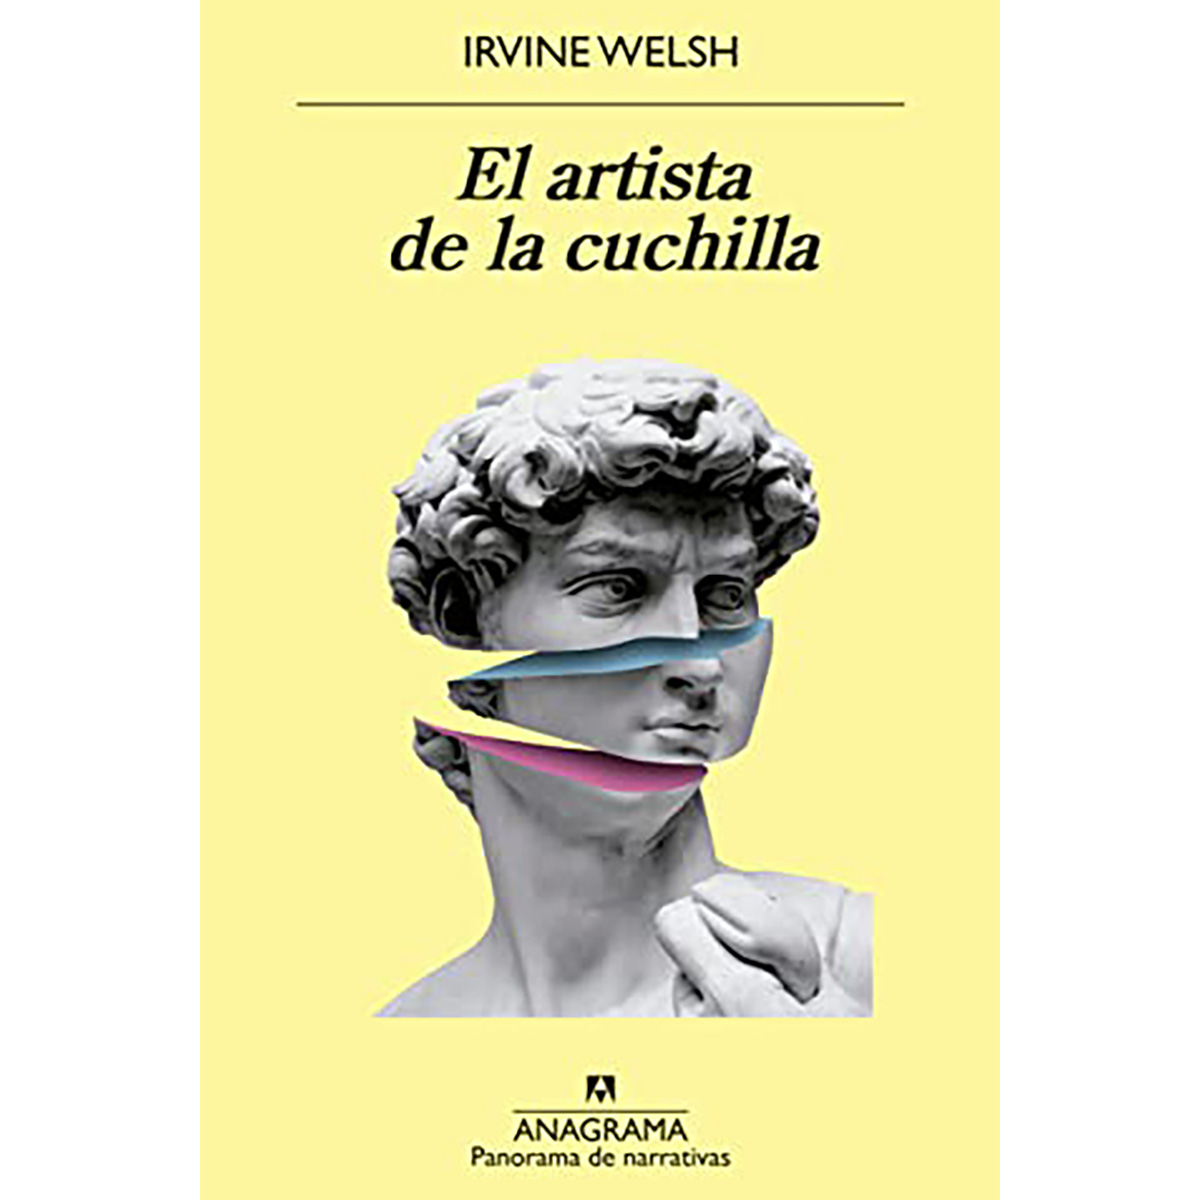 IRVINE WELSH
El artista
de la cuchilla
ANAGRAMA
Panorama de narrativas